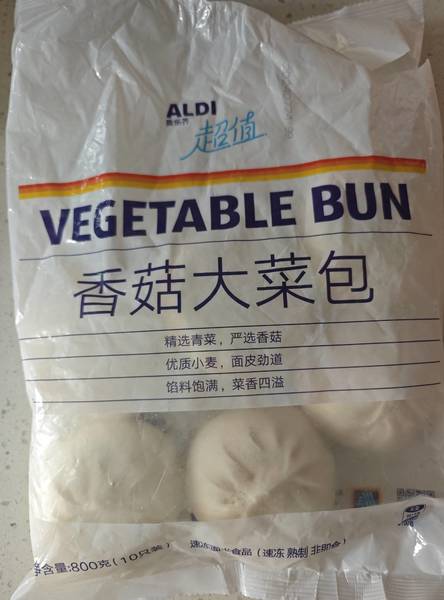 ALDI
奥乐齐
超值
VEGETABLE BUN
香菇大菜包
精选青菜，严选香菇
优质小麦，面皮劲道
馅料饱满，菜香四溢
含量:800克(10只装)
速冻面米食品（速冻 熟制 非即食）